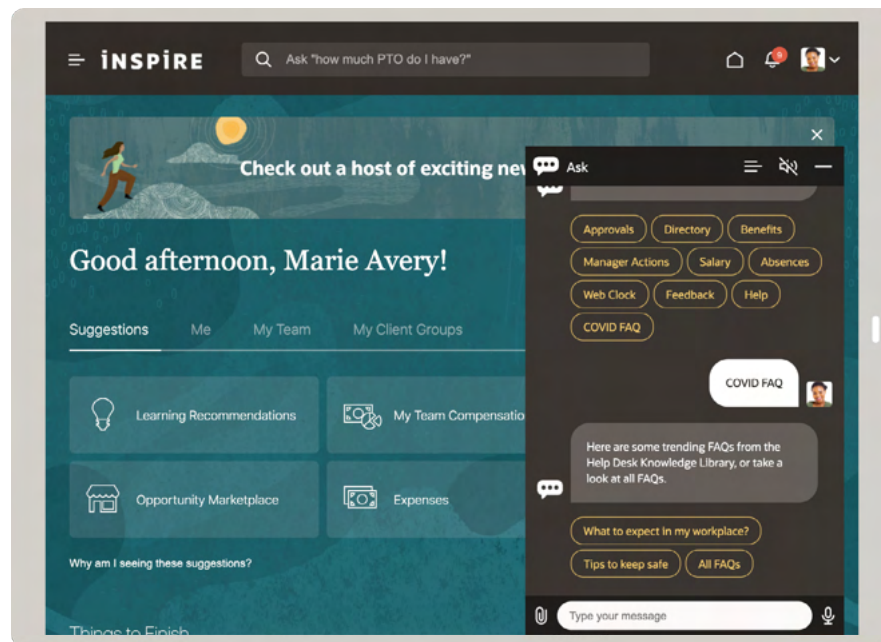 iNSPiRE
Ask "how much PTO do I have?"
9
Check out a host of exciting
Good afternoon, Marie Avery!
Suggestions Me My Team My Client Groups
Learning Recommendations
My Team
Opportunity Marketplace
Expenses
Why am I seeing these suggestions?
Things to Finish
Ask
Approvals Directory Benefits
Manager Actions Salary Absences
Web Clock Feedback Help
COVID FAQ
COVID FAQ
Here are some trending FAQs from the
Help Desk Knowledge Library, or take a
look at all FAQs.
What to expect in my workplace?
Tips to keep safe All FAQs
Type your message